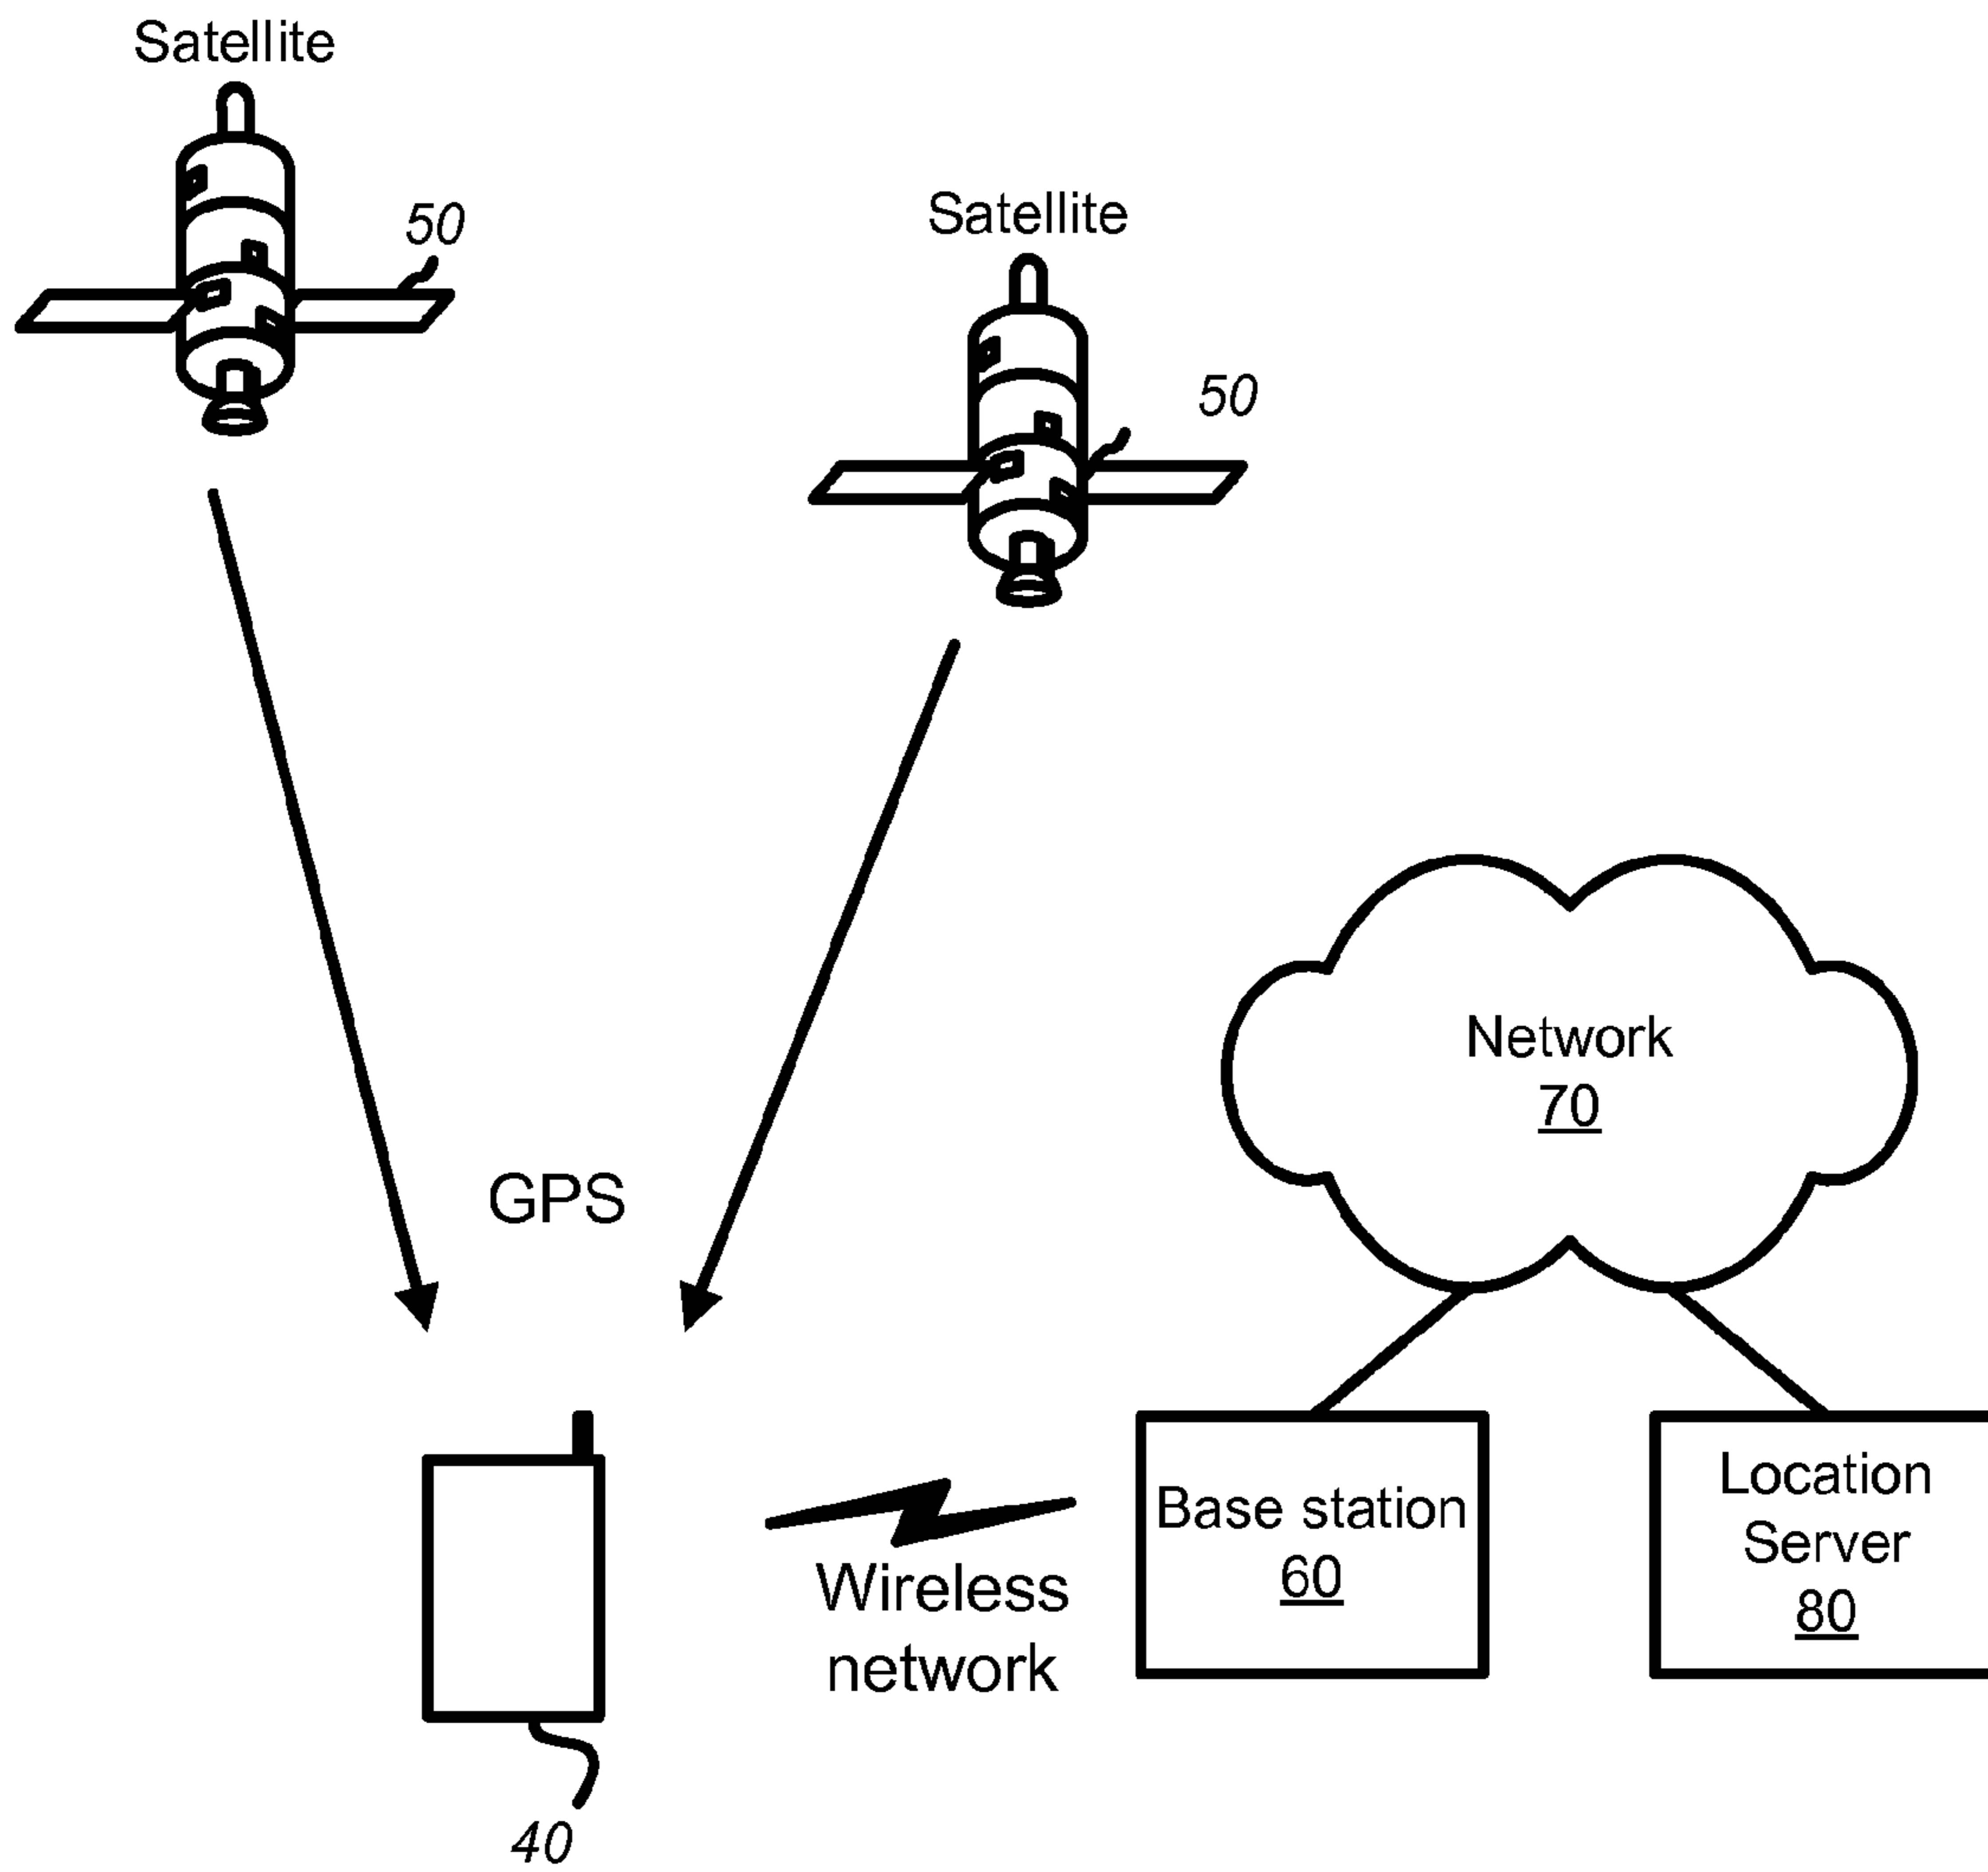 Satellite
50
Satellite
50
GPS
Network
70
Base station
60
Location
Server
80
Wireless
network
40